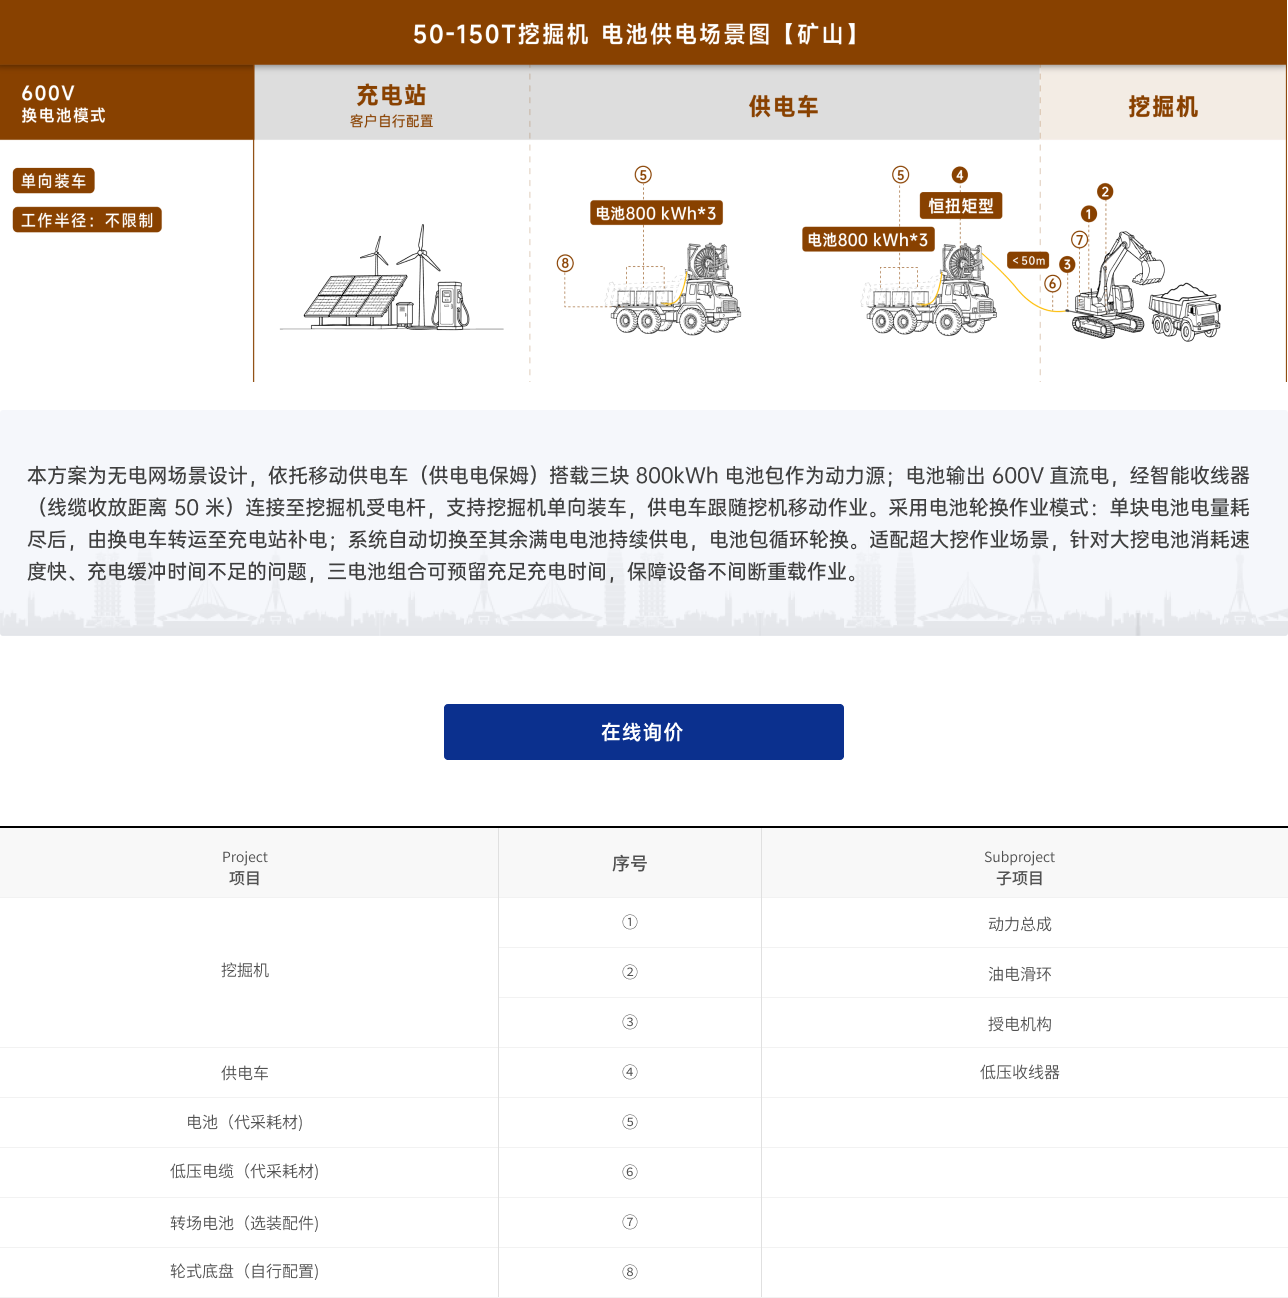 50-150T挖掘机 电池供电场景图【矿山】
600V
换电池模式
充电站
客户自行配置
供电车
挖掘机
单向装车
工作半径：不限制
⑤
电池800 kWh*3
⑧
⑤
❹
恒扭矩型
电池800 kWh*3
❷
❶
⑦
＜50m
❸
⑥
本方案为无电网场景设计，依托移动供电车（供电电保姆）搭载三块 800kWh 电池包作为动力源；电池输出 600V 直流电，经智能收线器
（线缆收放距离 50 米）连接至挖掘机受电杆，支持挖掘机单向装车，供电车跟随挖机移动作业。采用电池轮换作业模式：单块电池电量耗
尽后，由换电车转运至充电站补电；系统自动切换至其余满电电池持续供电，电池包循环轮换。适配超大挖作业场景，针对大挖电池消耗速
度快、充电缓冲时间不足的问题，三电池组合可预留充足充电时间，保障设备不间断重载作业。
在线询价
Project
项目
序号
Subproject
子项目
挖掘机
①
动力总成
②
油电滑环
③
授电机构
供电车
④
低压收线器
电池（代采耗材)
⑤
低压电缆（代采耗材)
⑥
转场电池（选装配件)
⑦
轮式底盘（自行配置)
⑧